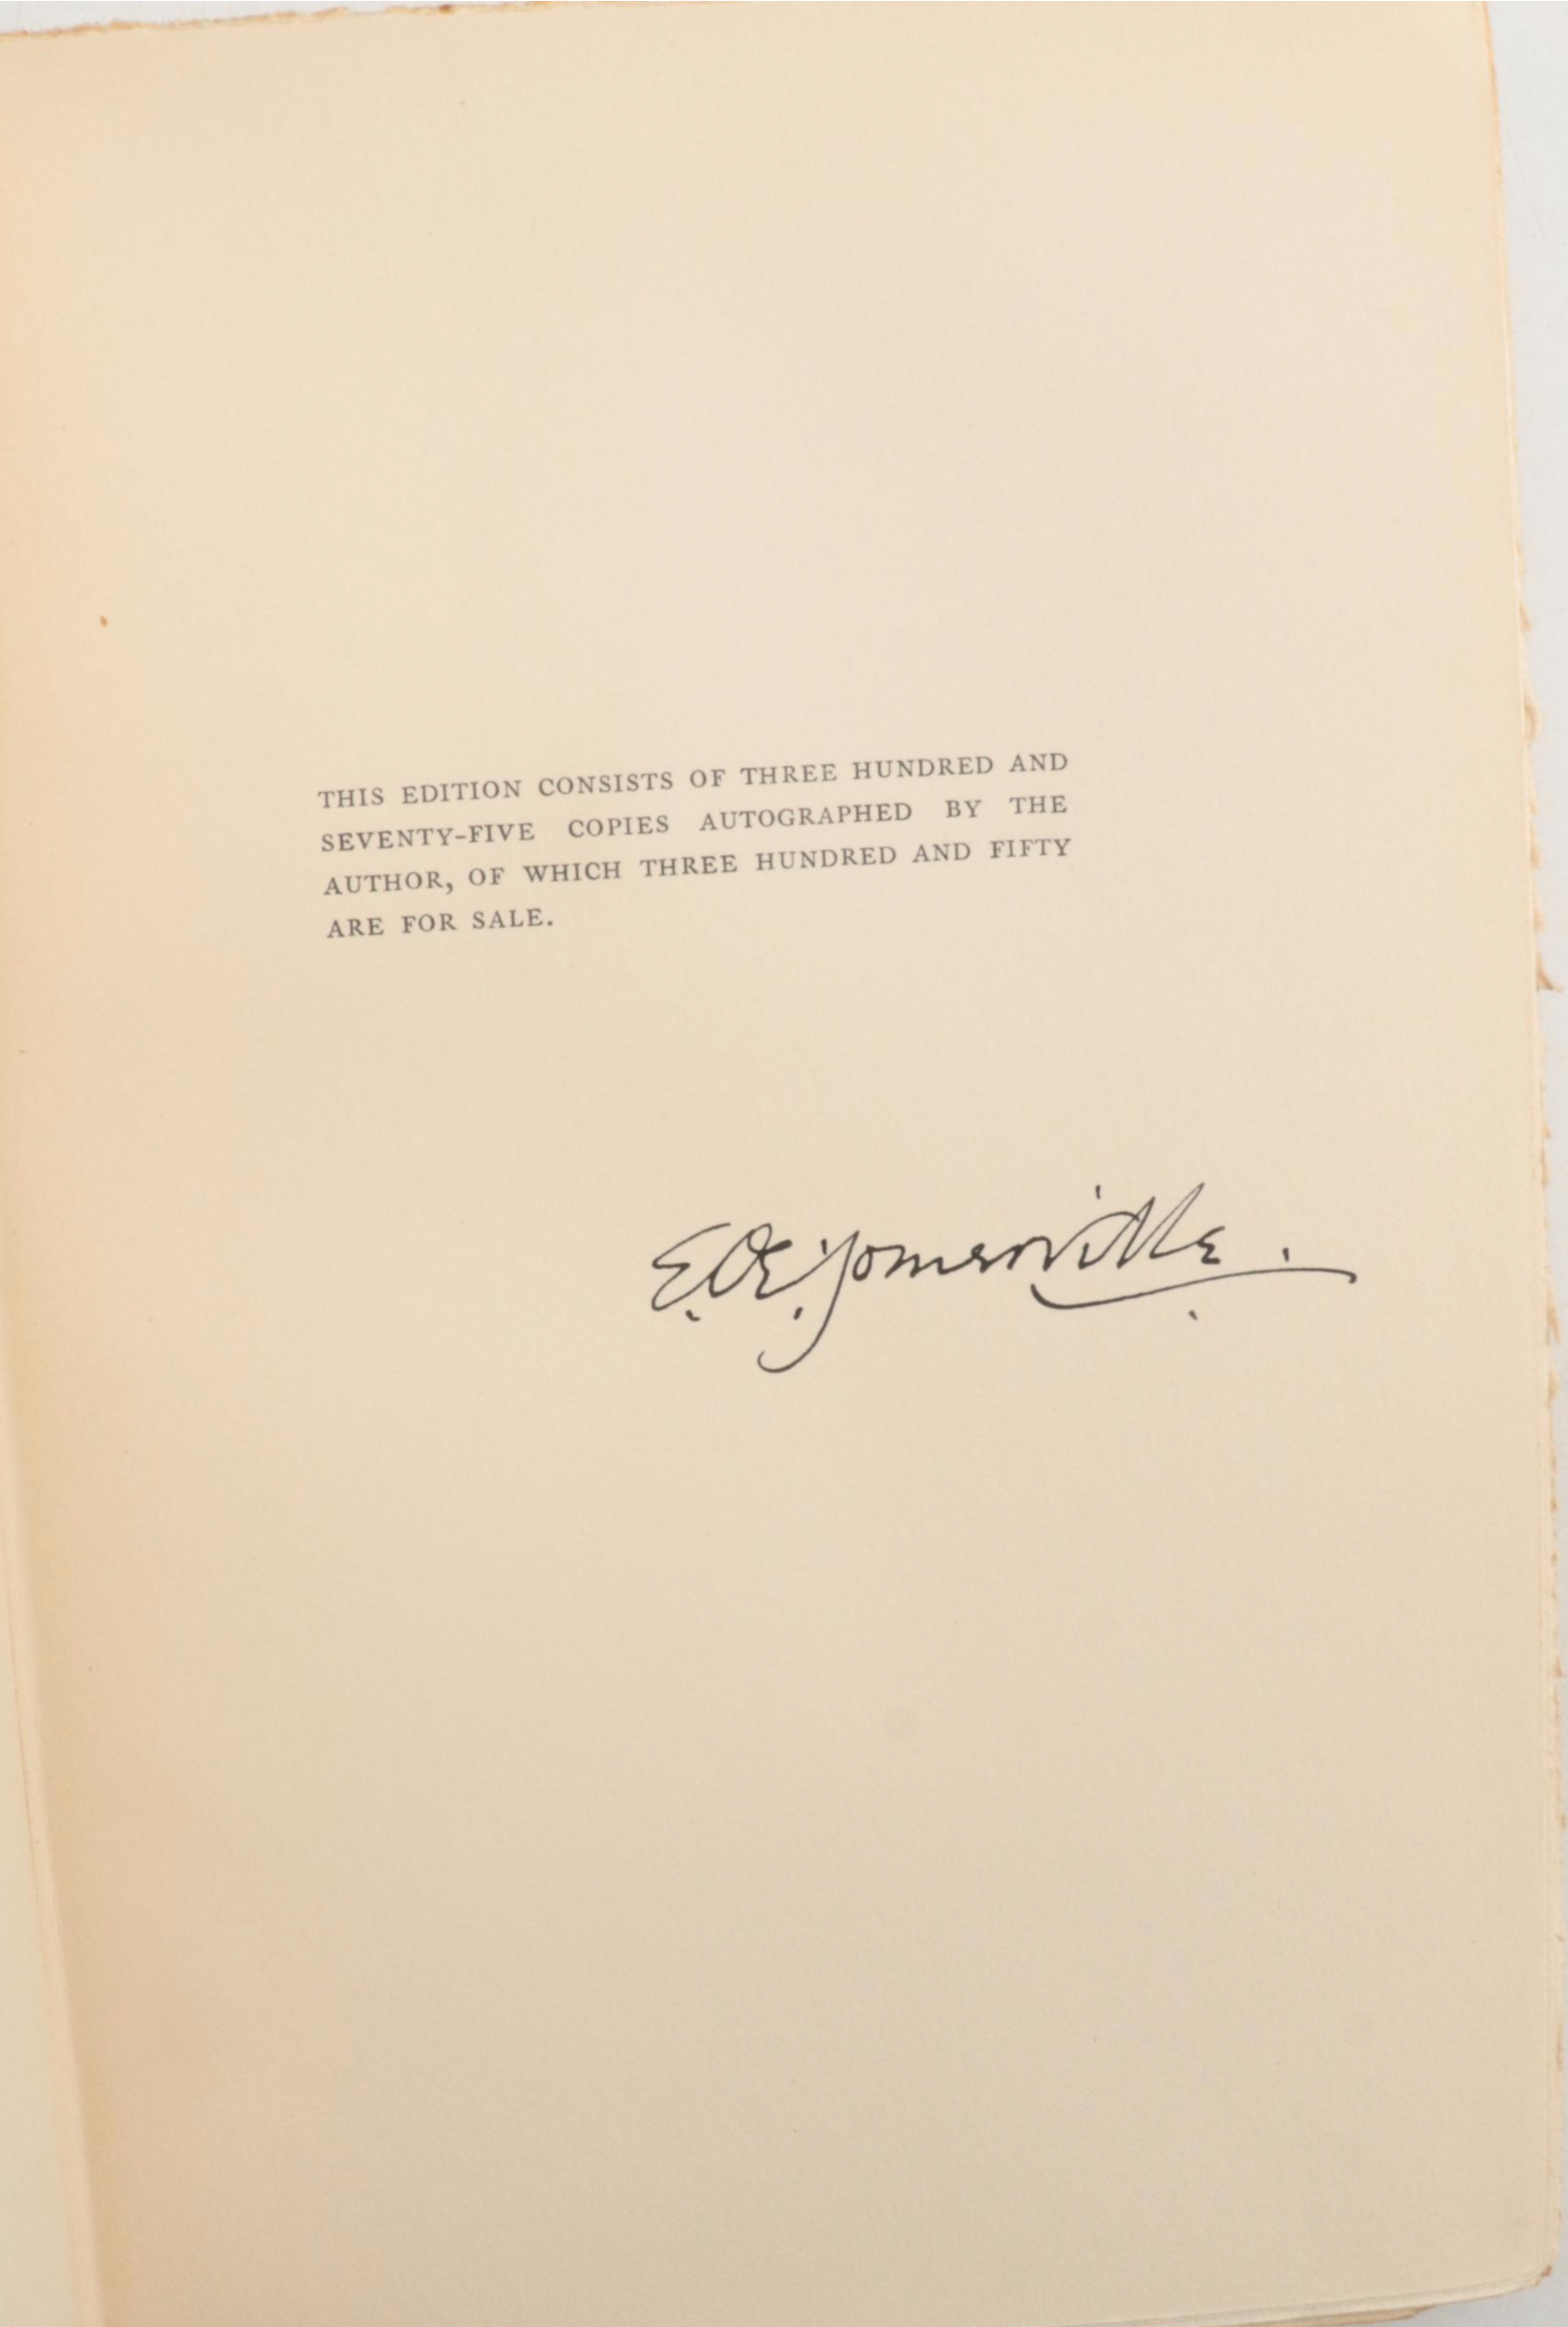 THIS EDITION CONSISTS OF THREE HUNDRED AND
SEVENTY-FIVE COPIES AUTOGRAPHED BY THE
AUTHOR, OF WHICH THREE HUNDRED AND FIFTY
ARE FOR SALE.
E. Œ. Somerville.